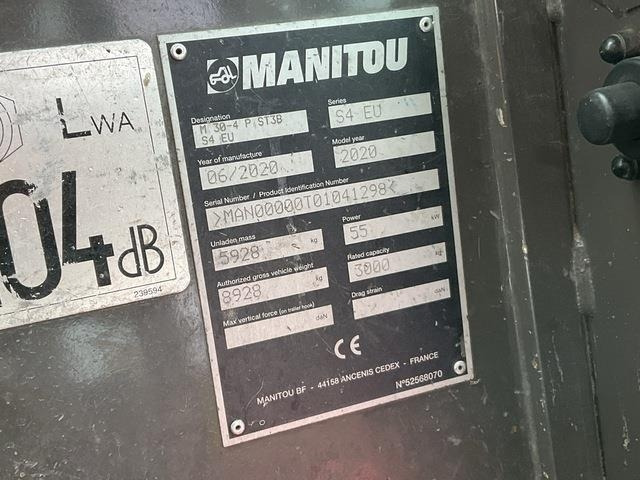 LWA
104 dB
239594
MANITOU
Designation
M 30-4 P ST3B
S4 EU
Series
S4 EU
Year of manufacture
06/2020
Model year
2020
Serial Number / Product Identification Number
>MAN00000T01041298<
Unladen mass
5928 kg
Power
55 kW
Authorized gross vehicle weight
8928 kg
Rated capacity
3000 kg
Max vertical force (on trailer hook)
daN
Drag strain
daN
CE
MANITOU BF - 44158 ANCENIS CEDEX - FRANCE
N°52568070